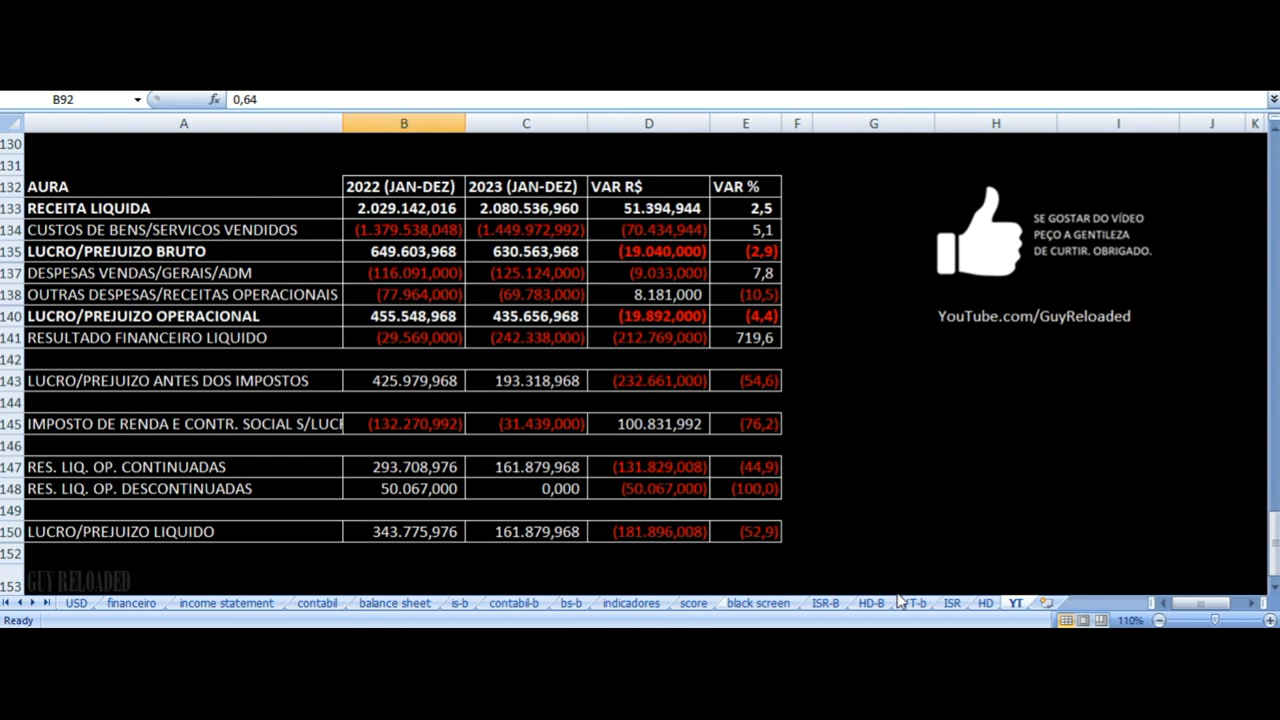 B92 fx 0,64
A B C D E F G H I J K
130
131
132 AURA 2022 (JAN-DEZ) 2023 (JAN-DEZ) VAR R$ VAR %
133 RECEITA LIQUIDA 2.029.142,016 2.080.536,960 51.394,944 2,5
134 CUSTOS DE BENS/SERVICOS VENDIDOS (1.379.538,048) (1.449.972,992) (70.434,944) 5,1
135 LUCRO/PREJUIZO BRUTO 649.603,968 630.563,968 (19.040,000) (2,9)
137 DESPESAS VENDAS/GERAIS/ADM (116.091,000) (125.124,000) (9.033,000) 7,8
138 OUTRAS DESPESAS/RECEITAS OPERACIONAIS (77.964,000) (69.783,000) 8.181,000 (10,5)
140 LUCRO/PREJUIZO OPERACIONAL 455.548,968 435.656,968 (19.892,000) (4,4)
141 RESULTADO FINANCEIRO LIQUIDO (29.569,000) (242.338,000) (212.769,000) 719,6
142
143 LUCRO/PREJUIZO ANTES DOS IMPOSTOS 425.979,968 193.318,968 (232.661,000) (54,6)
144
145 IMPOSTO DE RENDA E CONTR. SOCIAL S/LUCR (132.270,992) (31.439,000) 100.831,992 (76,2)
146
147 RES. LIQ. OP. CONTINUADAS 293.708,976 161.879,968 (131.829,008) (44,9)
148 RES. LIQ. OP. DESCONTINUADAS 50.067,000 0,000 (50.067,000) (100,0)
149
150 LUCRO/PREJUIZO LIQUIDO 343.775,976 161.879,968 (181.896,008) (52,9)
152
153 GUY RELOADED
SE GOSTAR DO VÍDEO
PEÇO A GENTILEZA
DE CURTIR. OBRIGADO.
YouTube.com/GuyReloaded
USD financeiro income statement contabil balance sheet is-b contabil-b bs-b indicadores score black screen ISR-B HD-B YT-b ISR HD YT
Ready 110%